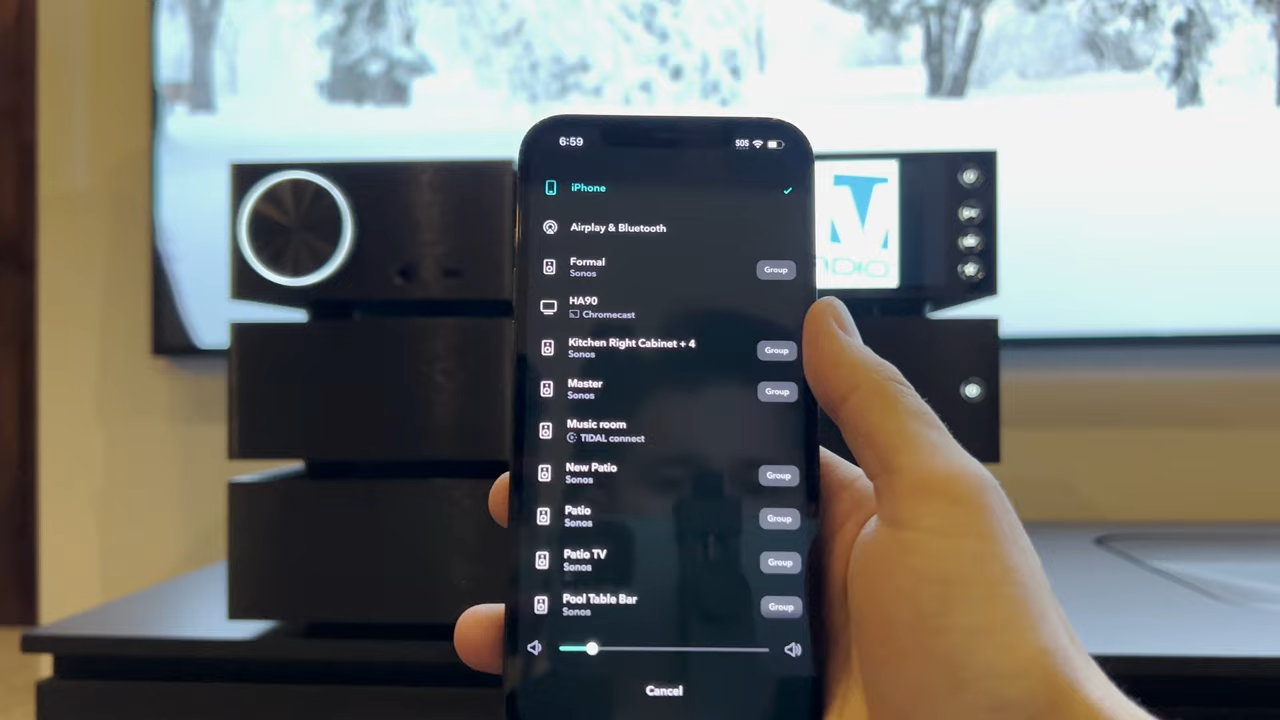 6:59
SOS
iPhone
Airplay & Bluetooth
Formal
Sonos
Group
HA90
Chromecast
Kitchen Right Cabinet + 4
Sonos
Group
Master
Sonos
Group
Music room
TIDAL connect
New Patio
Sonos
Group
Patio
Sonos
Group
Patio TV
Sonos
Group
Pool Table Bar
Sonos
Group
Cancel